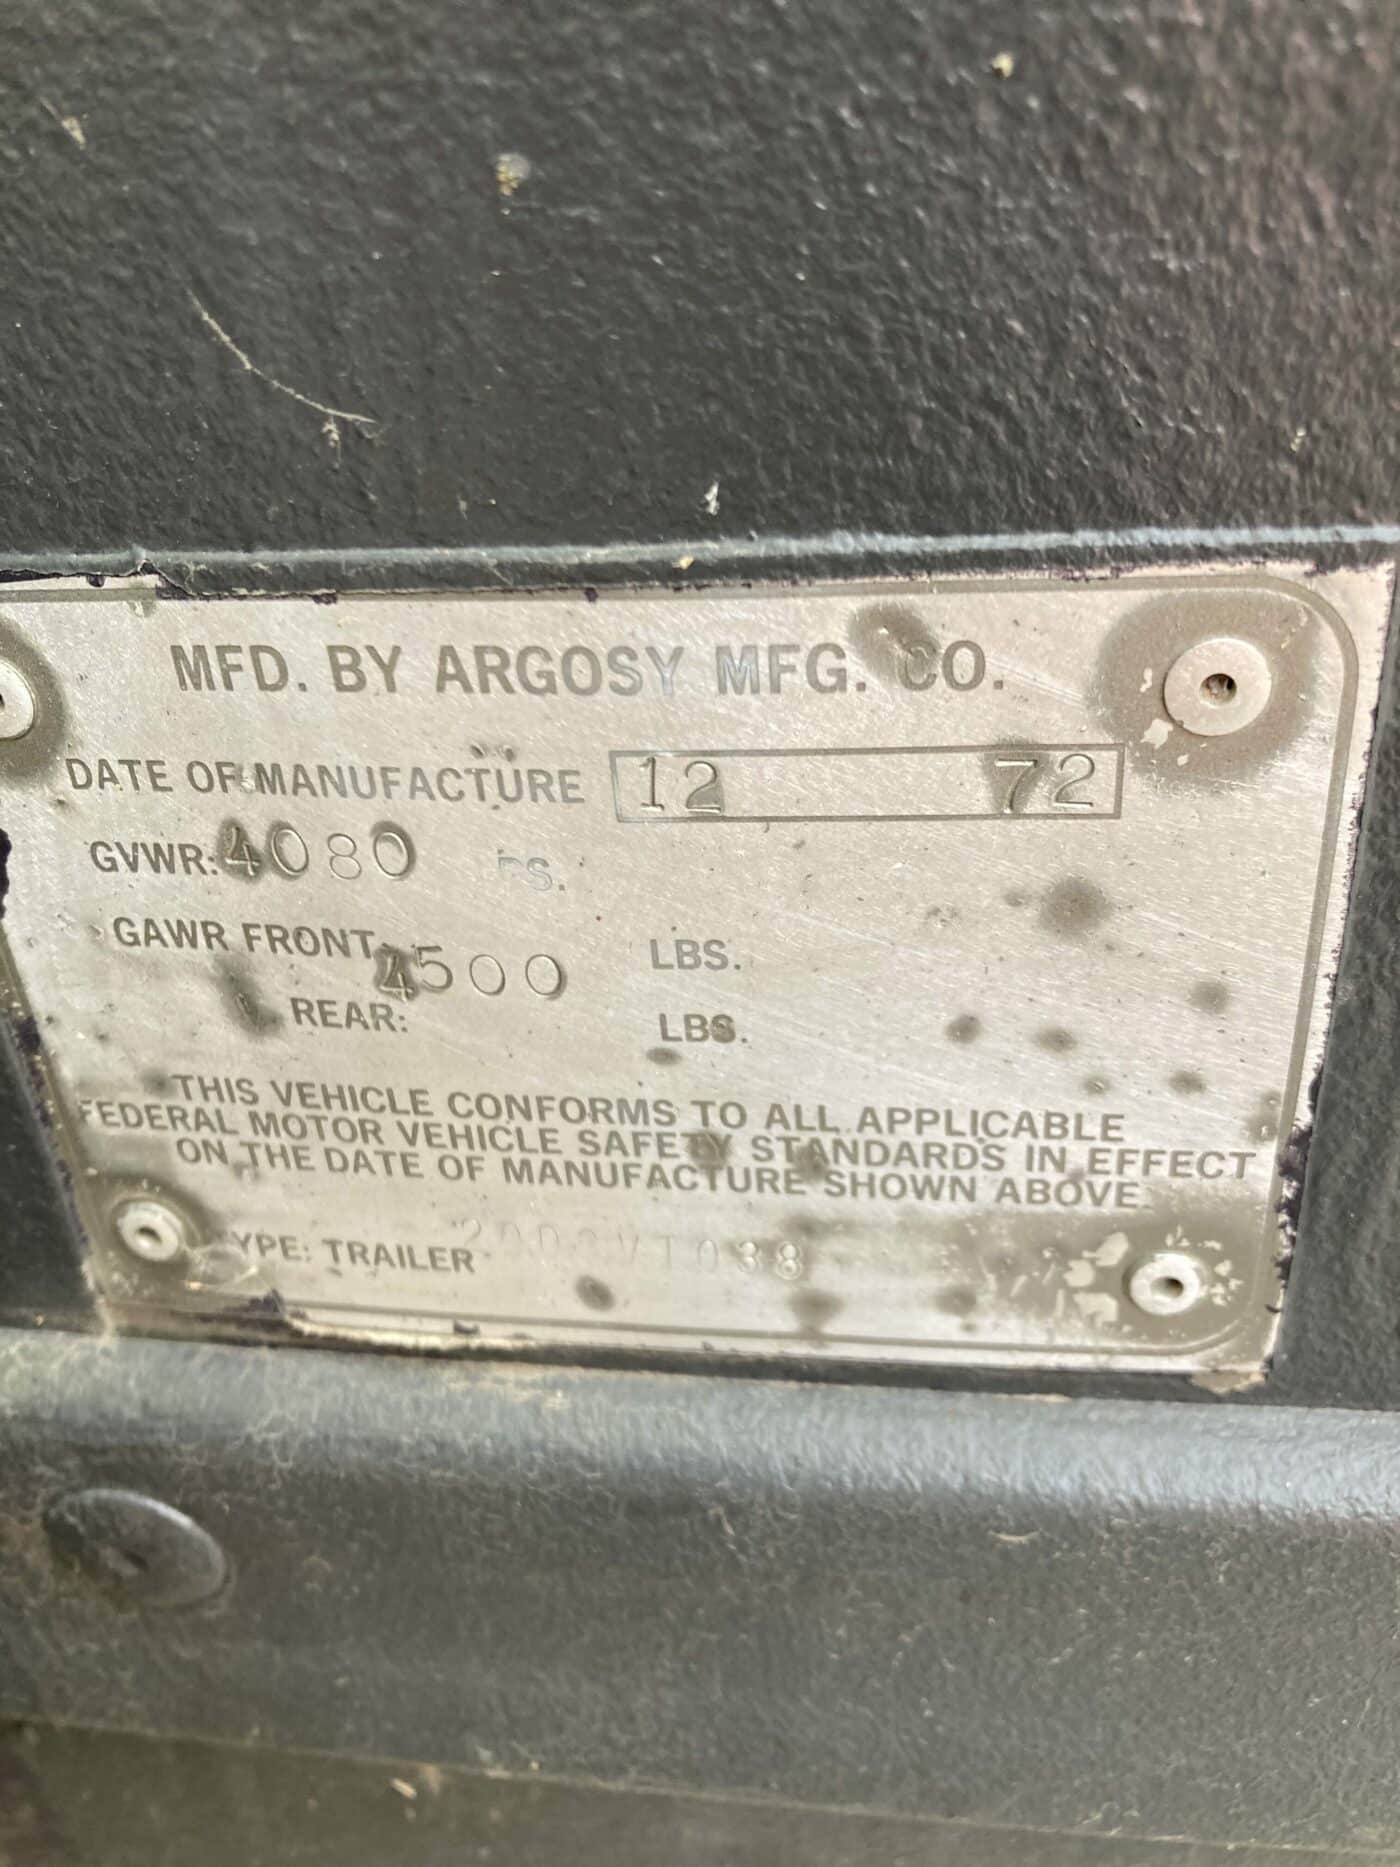 MFD. BY ARGOSY MFG. CO.
DATE OF MANUFACTURE 12 72
GVWR: 4080
GAWR FRONT 4500 LBS.
REAR: LBS.
THIS VEHICLE CONFORMS TO ALL APPLICABLE
FEDERAL MOTOR VEHICLE SAFETY STANDARDS IN EFFECT
ON THE DATE OF MANUFACTURE SHOWN ABOVE.
YPE: TRAILER